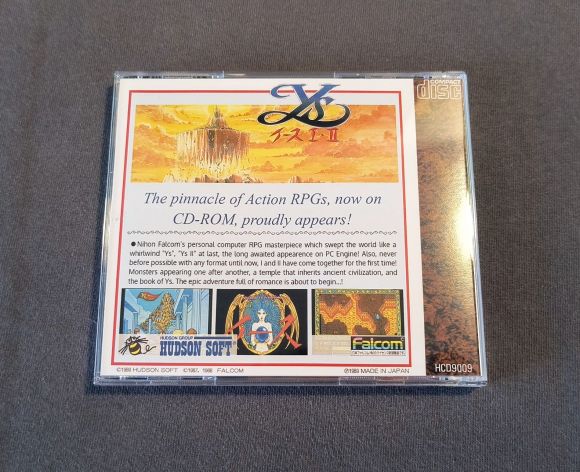 Ys
イース I・II
COMPACT
disc
The pinnacle of Action RPGs, now on
CD-ROM, proudly appears!
●Nihon Falcom's personal computer RPG masterpiece which swept the world like a
whirlwind "Ys", "Ys II" at last, the long awaited appearance on PC Engine! Also, never
before possible with any format until now, I and II have come together for the first time!
Monsters appearing one after another, a temple that inherits ancient civilization, and
the book of Ys. The epic adventure full of romance is about to begin...!
HUDSON GROUP
HUDSON SOFT
Falcom
©1989 HUDSON SOFT ©1987, 1988 FALCOM
℗1989 MADE IN JAPAN
HCD9009